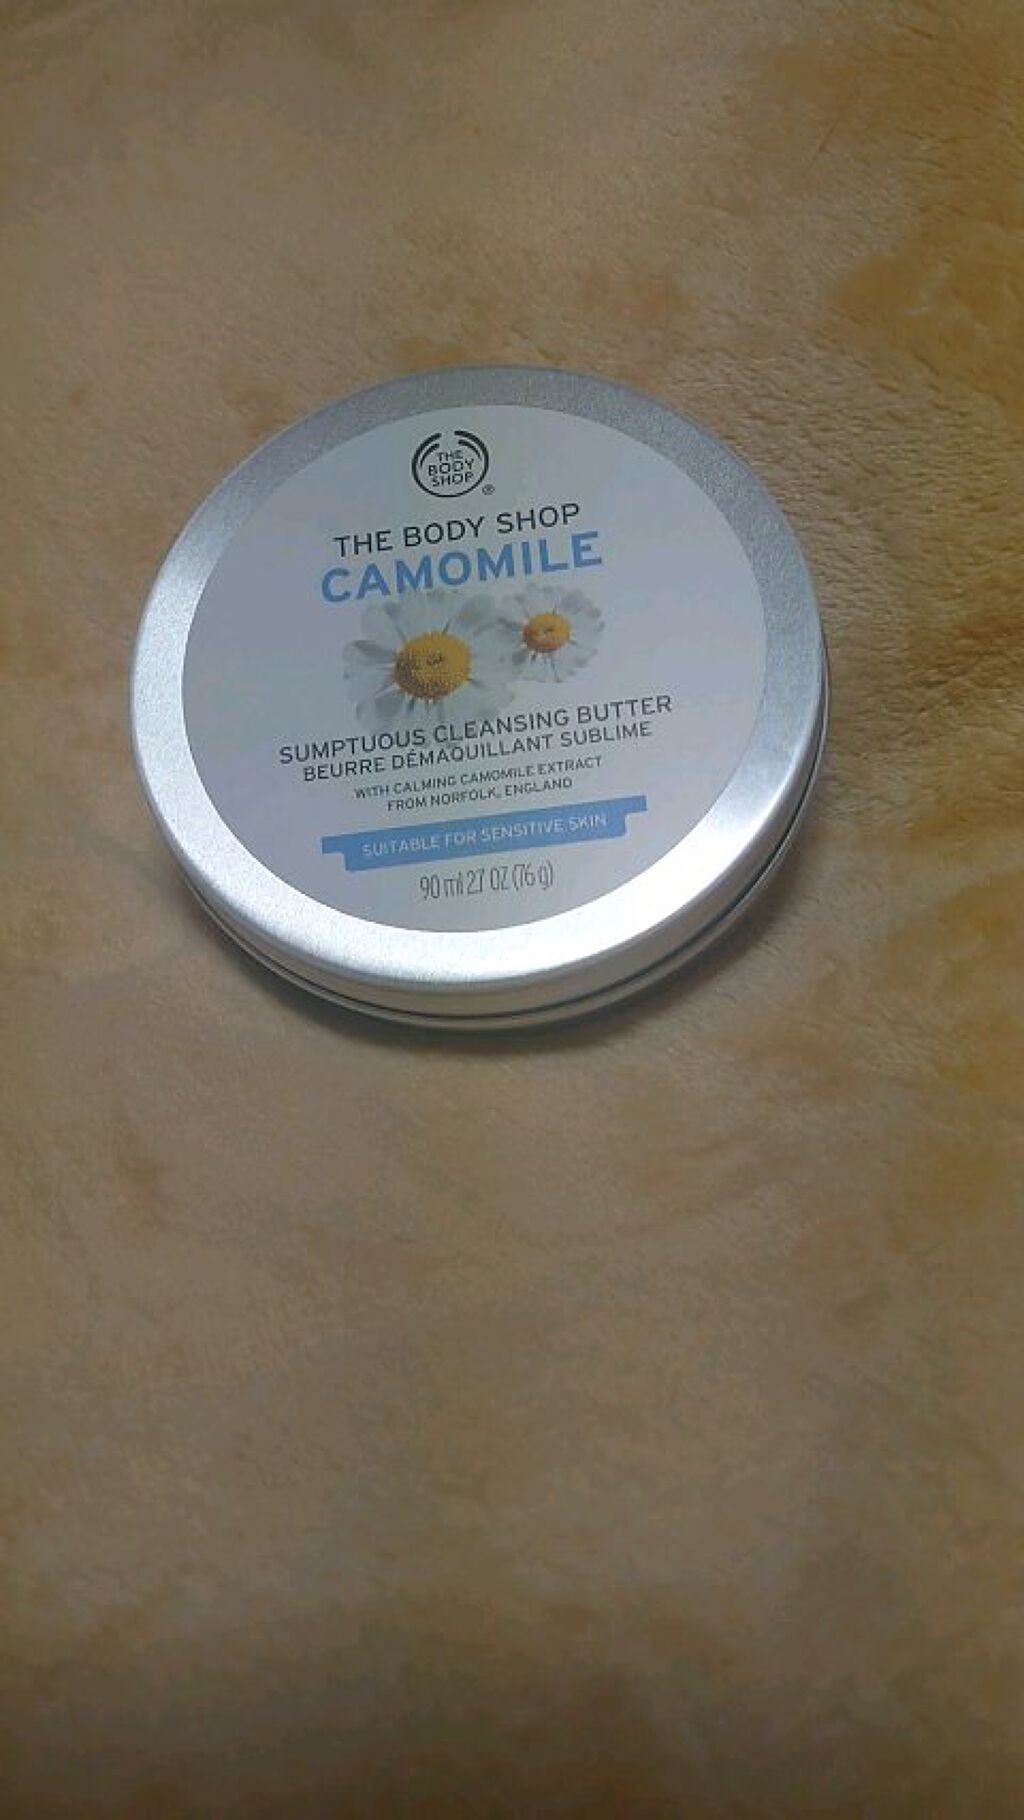 THE
BODY
SHOP
®
THE BODY SHOP
CAMOMILE
SUMPTUOUS CLEANSING BUTTER
BEURRE DÉMAQUILLANT SUBLIME
WITH CALMING CAMOMILE EXTRACT
FROM NORFOLK, ENGLAND
SUITABLE FOR SENSITIVE SKIN
90 ml 2.7 OZ (76 g)